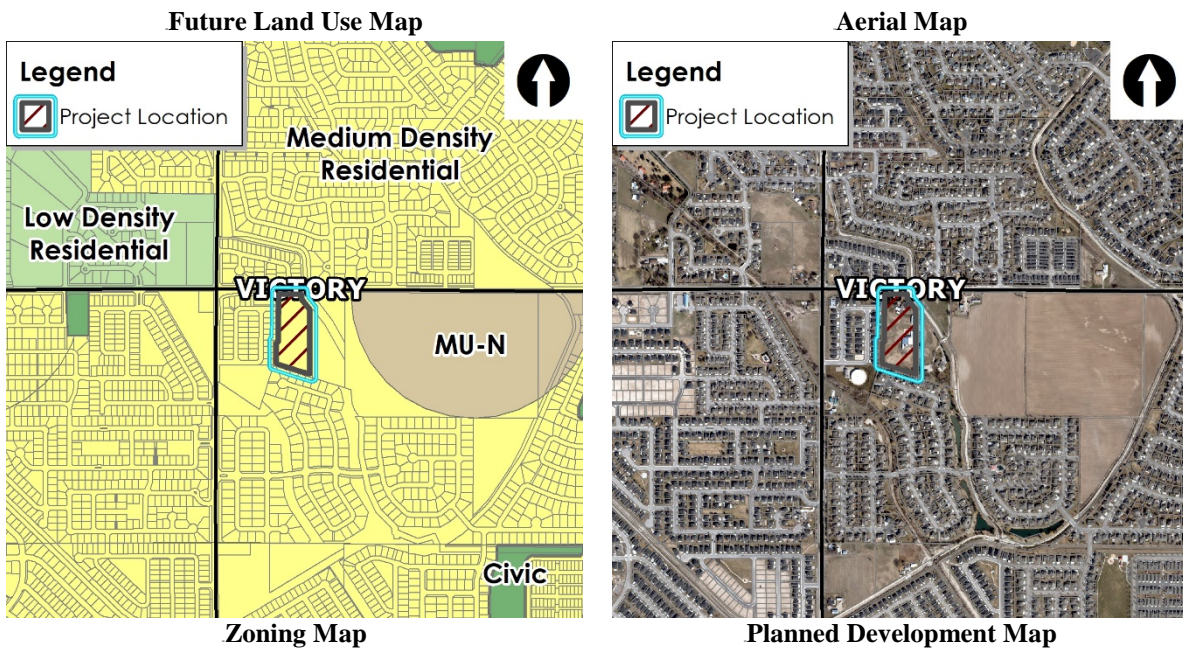 Future Land Use Map
Legend
Project Location
Medium Density
Residential
Low Density
Residential
VICTORY
MU-N
Civic
Aerial Map
Legend
Project Location
VICTORY
Zoning Map
Planned Development Map